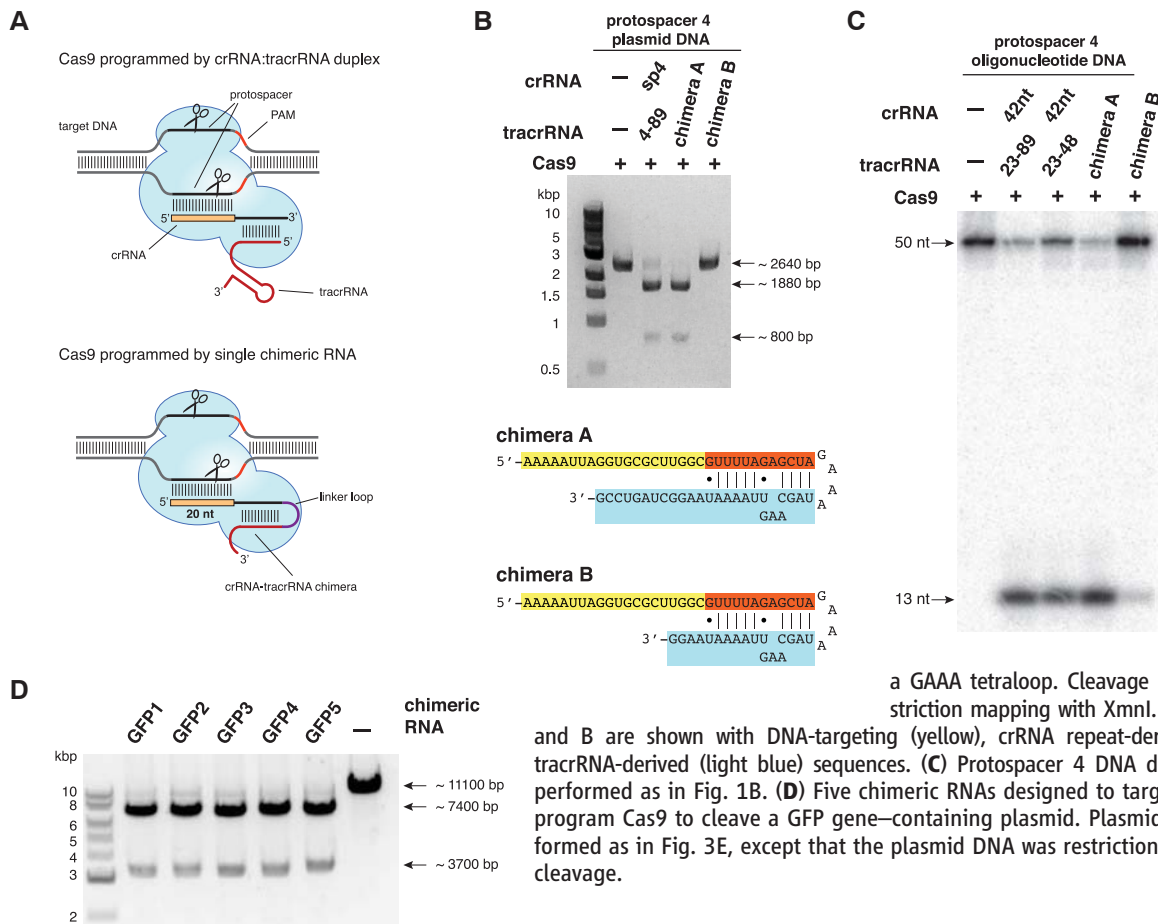 A
Cas9 programmed by crRNA:tracrRNA duplex
protospacer
PAM
target DNA
5'
3'
5'
crRNA
3'
tracrRNA
Cas9 programmed by single chimeric RNA
linker loop
5'
20 nt
3'
crRNA-tracrRNA chimera
B
protospacer 4
plasmid DNA
crRNA – sp4 chimera A chimera B
tracrRNA – 4-89
Cas9 + + + +
kbp
10
5
3
2
1.5
1
0.5
~ 2640 bp
~ 1880 bp
~ 800 bp
chimera A
5'-AAAAAUUAGGUGCGCUUGGCGUUUUAGAGCUA
G
A
A
A
3'-GCCUGAUCGGAAUAAAAUU CGAU
GAA
chimera B
5'-AAAAAUUAGGUGCGCUUGGCGUUUUAGAGCUA
G
A
A
A
3'-GGAAUAAAAUU CGAU
GAA
C
protospacer 4
oligonucleotide DNA
crRNA – 42nt 42nt chimera A chimera B
tracrRNA – 23-89 23-48
Cas9 + + + + +
50 nt
13 nt
D
GFP1 GFP2 GFP3 GFP4 GFP5 – chimeric
RNA
kbp
10
8
6
5
4
3
2
~ 11100 bp
~ 7400 bp
~ 3700 bp
a GAAA tetraloop. Cleavage
striction mapping with XmnI.
and B are shown with DNA-targeting (yellow), crRNA repeat-der
tracrRNA-derived (light blue) sequences. (C) Protospacer 4 DNA d
performed as in Fig. 1B. (D) Five chimeric RNAs designed to targ
program Cas9 to cleave a GFP gene–containing plasmid. Plasmid
formed as in Fig. 3E, except that the plasmid DNA was restriction
cleavage.